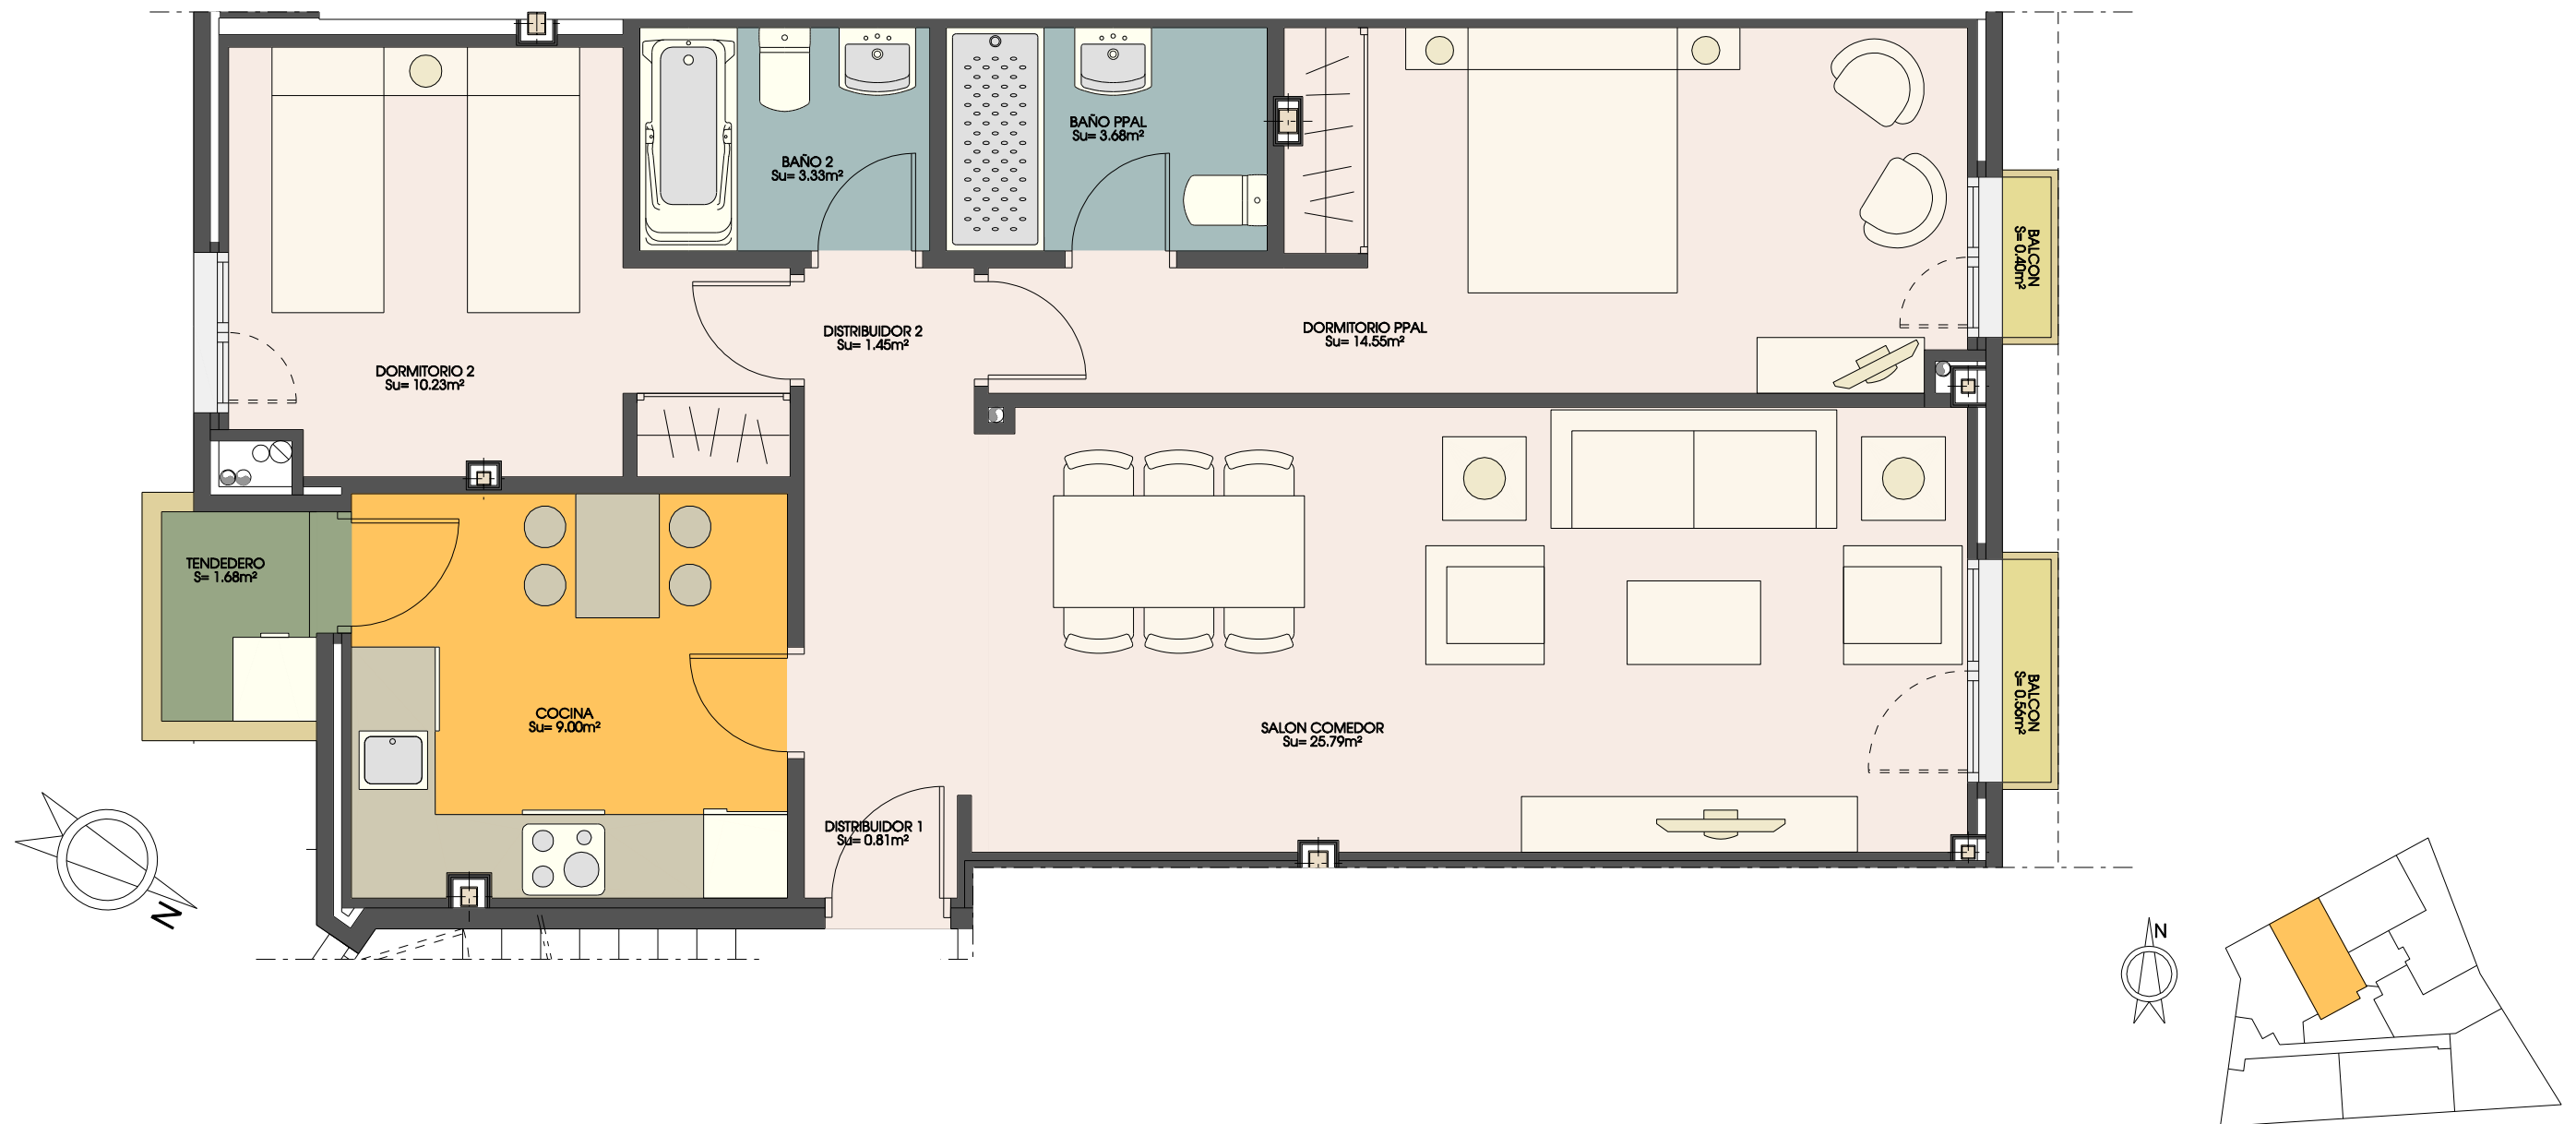 BAÑO PPAL
Su= 3.68m²
BAÑO 2
Su= 3.33m²
BALCON
S= 0.40m²
DISTRIBUIDOR 2
Su= 1.45m²
DORMITORIO PPAL
Su= 14.55m²
DORMITORIO 2
Su= 10.23m²
TENDEDERO
S= 1.68m²
COCINA
Su= 9.00m²
SALON COMEDOR
Su= 25.79m²
BALCON
S= 0.56m²
DISTRIBUIDOR 1
Su= 0.81m²
N
N